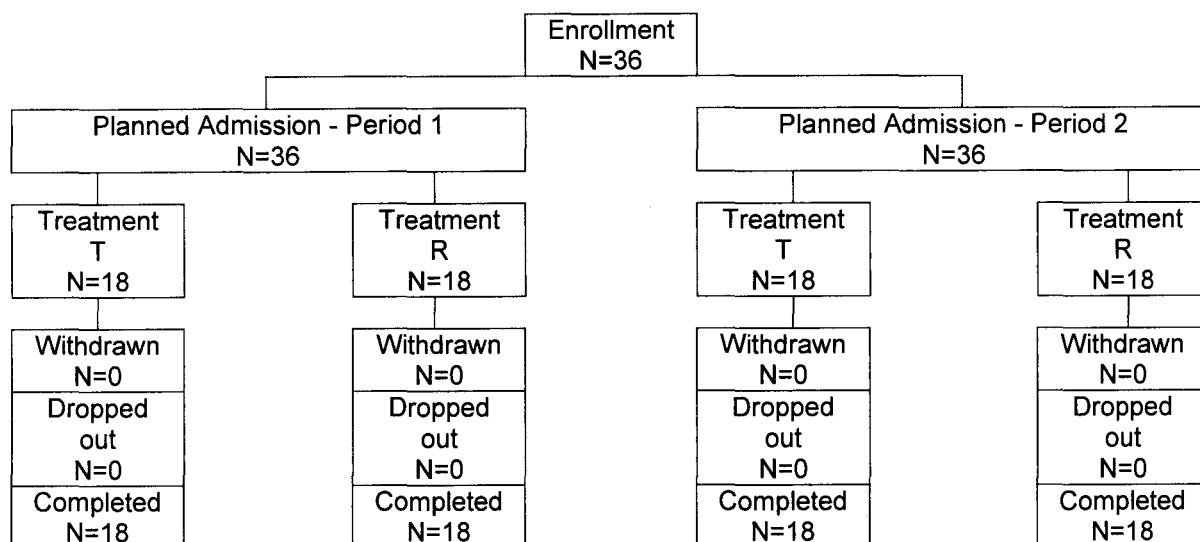 Enrollment
N=36
Planned Admission - Period 1
N=36
Planned Admission - Period 2
N=36
Treatment
T
N=18
Treatment
R
N=18
Treatment
T
N=18
Treatment
R
N=18
Withdrawn
N=0
Dropped
out
N=0
Completed
N=18
Withdrawn
N=0
Dropped
out
N=0
Completed
N=18
Withdrawn
N=0
Dropped
out
N=0
Completed
N=18
Withdrawn
N=0
Dropped
out
N=0
Completed
N=18